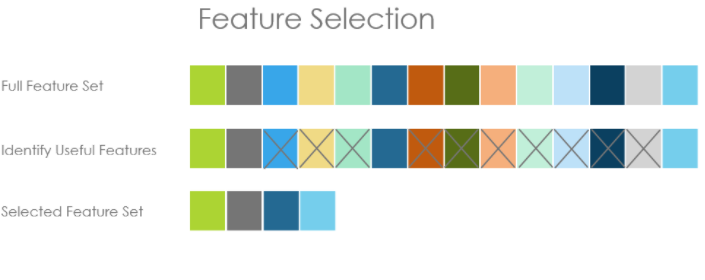 Feature Selection
Full Feature Set
Identify Useful Features
Selected Feature Set